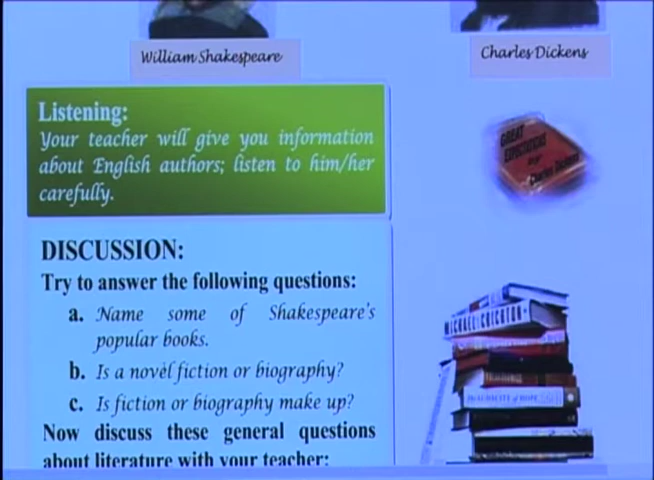 William Shakespeare
Charles Dickens
Listening:
Your teacher will give you information
about English authors; listen to him/her
carefully.
GREAT
EXPECTATIONS
BY
Charles Dickens
DISCUSSION:
Try to answer the following questions:
a. Name some of Shakespeare's
popular books.
b. Is a novel fiction or biography?
c. Is fiction or biography make up?
Now discuss these general questions
about literature with your teacher:
MICHAEL CRICHTON